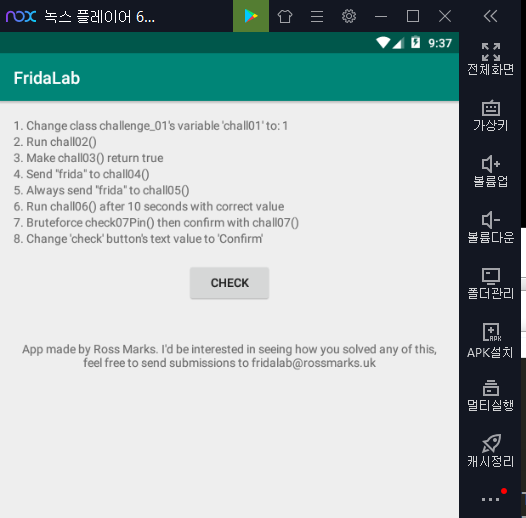 nox 녹스 플레이어 6...
9:37
FridaLab
1. Change class challenge_01's variable 'chall01' to: 1
2. Run chall02()
3. Make chall03() return true
4. Send "frida" to chall04()
5. Always send "frida" to chall05()
6. Run chall06() after 10 seconds with correct value
7. Bruteforce check07Pin() then confirm with chall07()
8. Change 'check' button's text value to 'Confirm'
CHECK
App made by Ross Marks. I'd be interested in seeing how you solved any of this,
feel free to send submissions to fridalab@rossmarks.uk
전체화면
가상키
볼륨업
볼륨다운
폴더관리
APK
APK설치
멀티실행
캐시정리